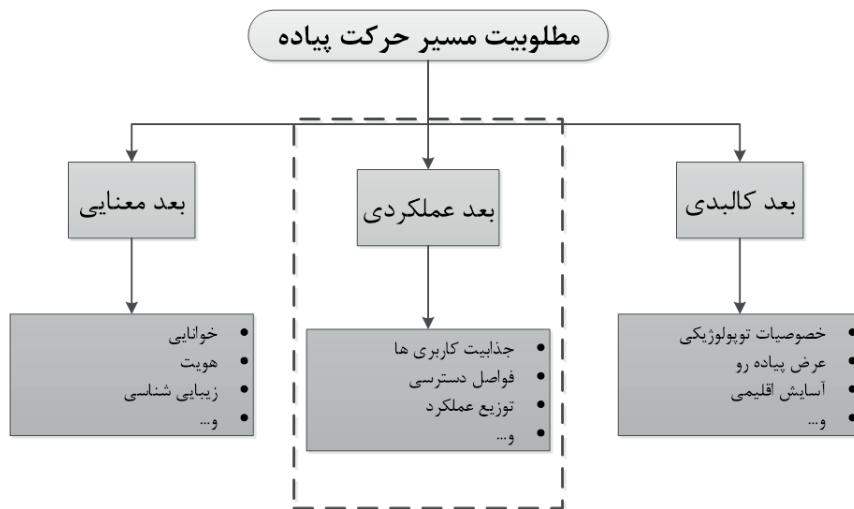 مطلوبیت مسیر حرکت پیاده
بعد کالبدی
خصوصیات توپولوژیکی
عرض پیاده رو
آسایش اقلیمی
و...
بعد عملکردی
جذابیت کاربری ها
فواصل دسترسی
توزیع عملکرد
و...
بعد معنایی
خوانایی
هویت
زیبایی شناسی
و...